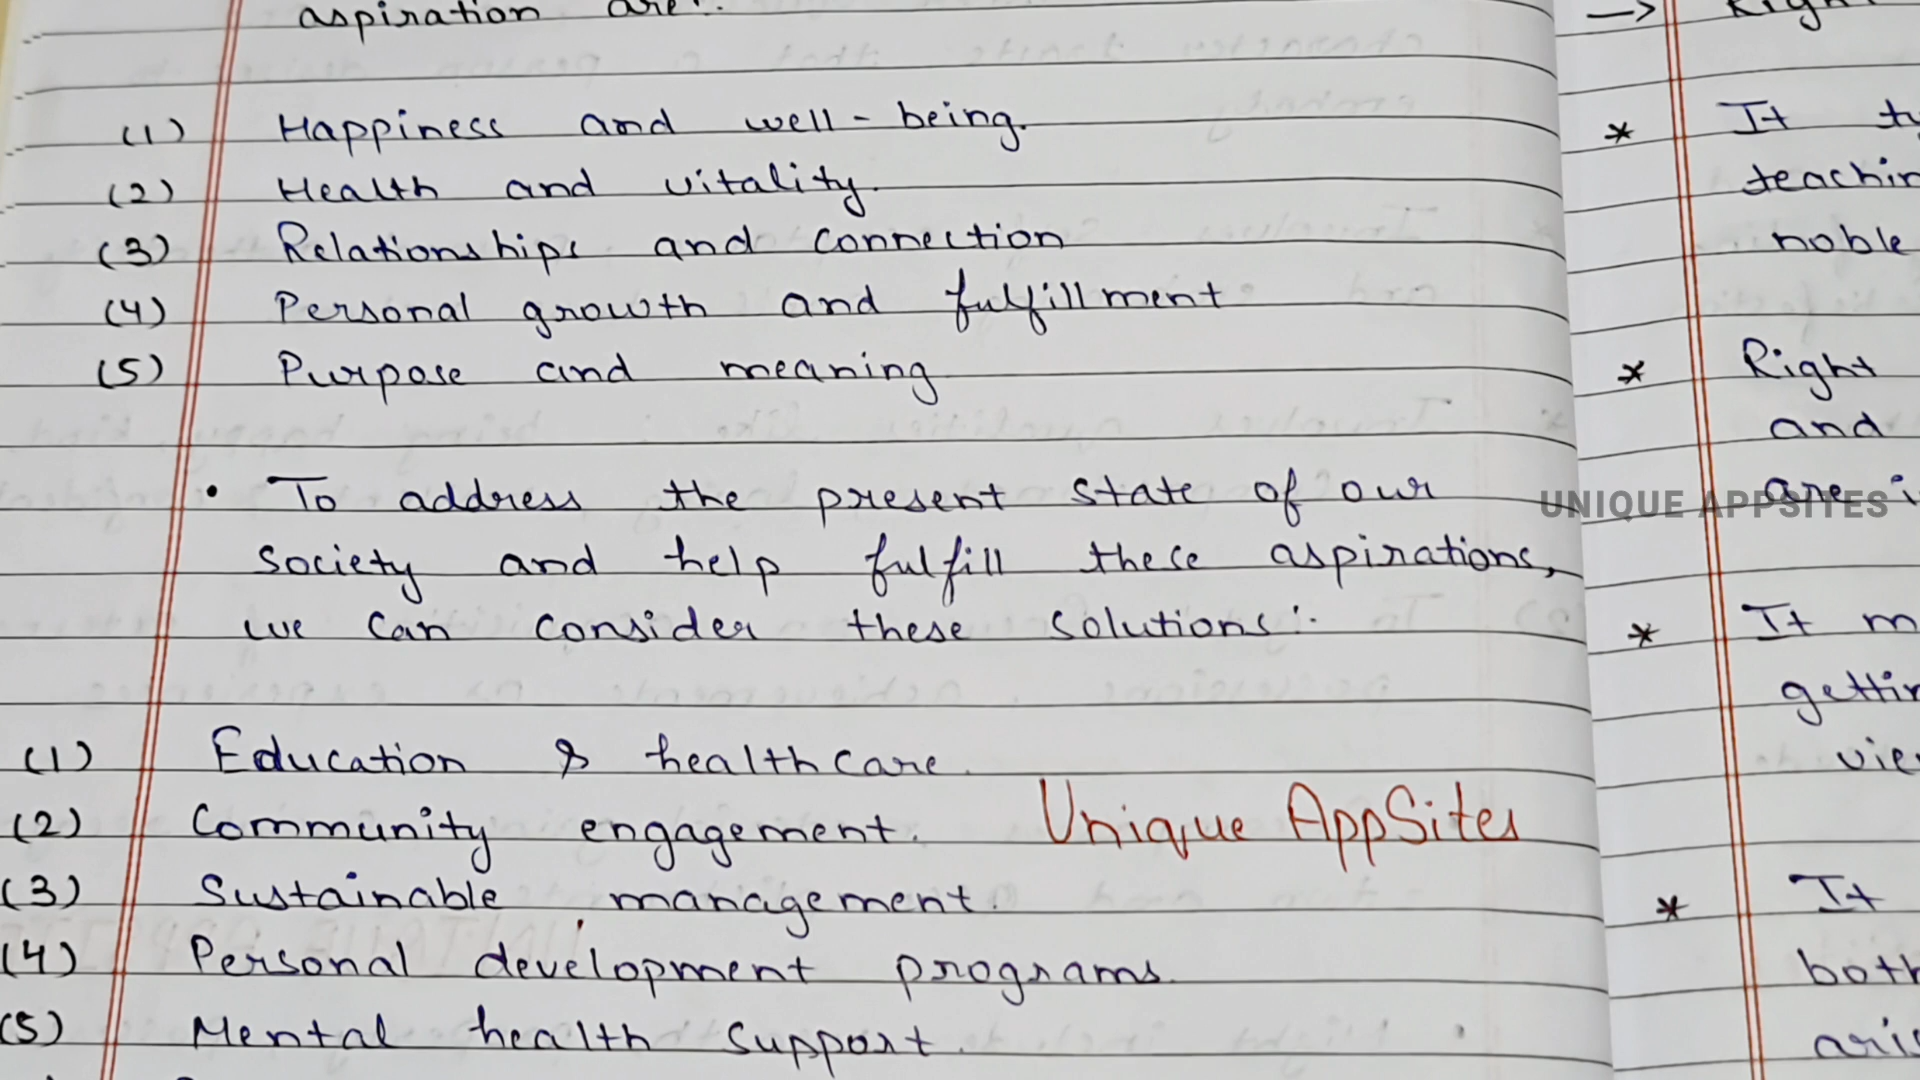 aspiration are:-
(1) Happiness and well-being.
(2) Health and vitality.
(3) Relationships and connection
(4) Personal growth and fulfillment
(5) Purpose and meaning
• To address the present state of our
society and help fulfill these aspirations,
we can consider these solutions:-
(1) Education & healthcare.
(2) Community engagement. Unique AppSites
(3) Sustainable management.
(4) Personal development programs.
(5) Mental health support.
→
* It
noble
* Right
and
are
UNIQUE APPSITES
* It
* It
both